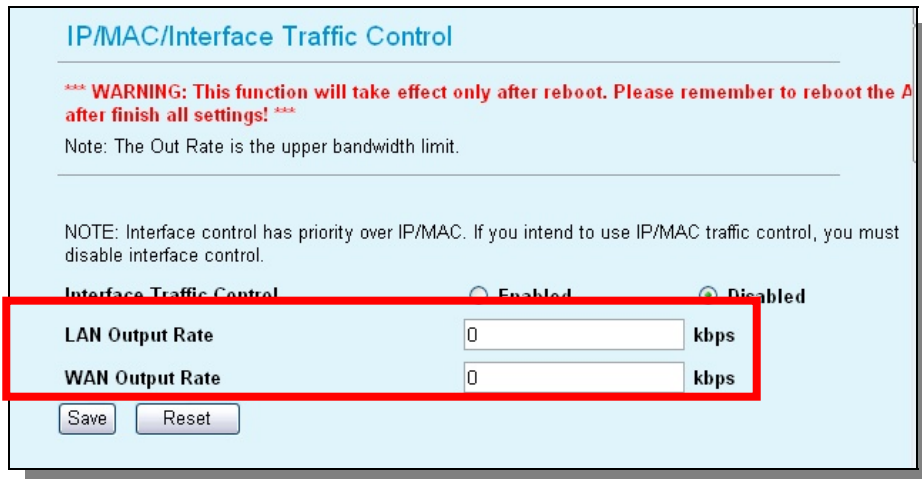 IP/MAC/Interface Traffic Control
*** WARNING: This function will take effect only after reboot. Please remember to reboot the A
after finish all settings! ***
Note: The Out Rate is the upper bandwidth limit.
NOTE: Interface control has priority over IP/MAC. If you intend to use IP/MAC traffic control, you must
disable interface control.
Interface Traffic Control Enabled Disabled
LAN Output Rate 0 kbps
WAN Output Rate 0 kbps
Save Reset